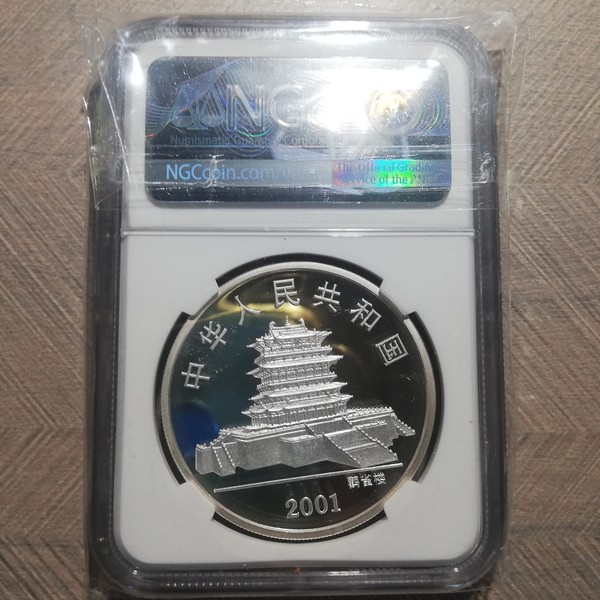 NGC
Numismatic Guaranty Corporation
NGCcoin.com
The Official Grading
Service of the PNG
中华人民共和国
鹳雀楼
2001